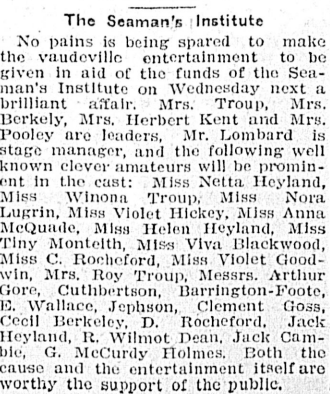 The Seaman's Institute
No pains is being spared to make
the vaudeville entertainment to be
given in aid of the funds of the Sea-
man's Institute on Wednesday next a
brilliant affair. Mrs. Troup, Mrs.
Berkely, Mrs. Herbert Kent and Mrs.
Pooley are leaders, Mr. Lombard is
stage manager, and the following well
known clever amateurs will be promin-
ent in the cast: Miss Netta Heyland,
Miss Winona Troup, Miss Nora
Lugrin, Miss Violet Hickey, Miss Anna
McQuade, Miss Helen Heyland, Miss
Tiny Monteith, Miss Viva Blackwood,
Miss C. Rocheford, Miss Violet Good-
win, Mrs. Roy Troup, Messrs. Arthur
Gore, Cuthbertson, Barrington-Foote,
E. Wallace, Jephson, Clement Goss,
Cecil Berkeley, D. Rocheford, Jack
Heyland, R. Wilmot Dean, Jack Cam-
bie, G. McCurdy Holmes. Both the
cause and the entertainment itself are
worthy the support of the public.